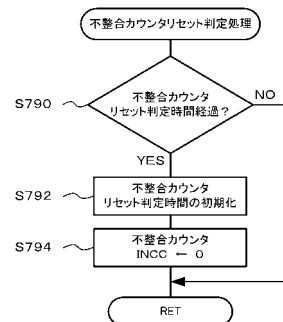 不整合カウンタリセット判定処理
S790
不整合カウンタ
リセット判定時間経過？
NO
YES
S792
不整合カウンタ
リセット判定時間の初期化
S794
不整合カウンタ
INCC ← 0
RET